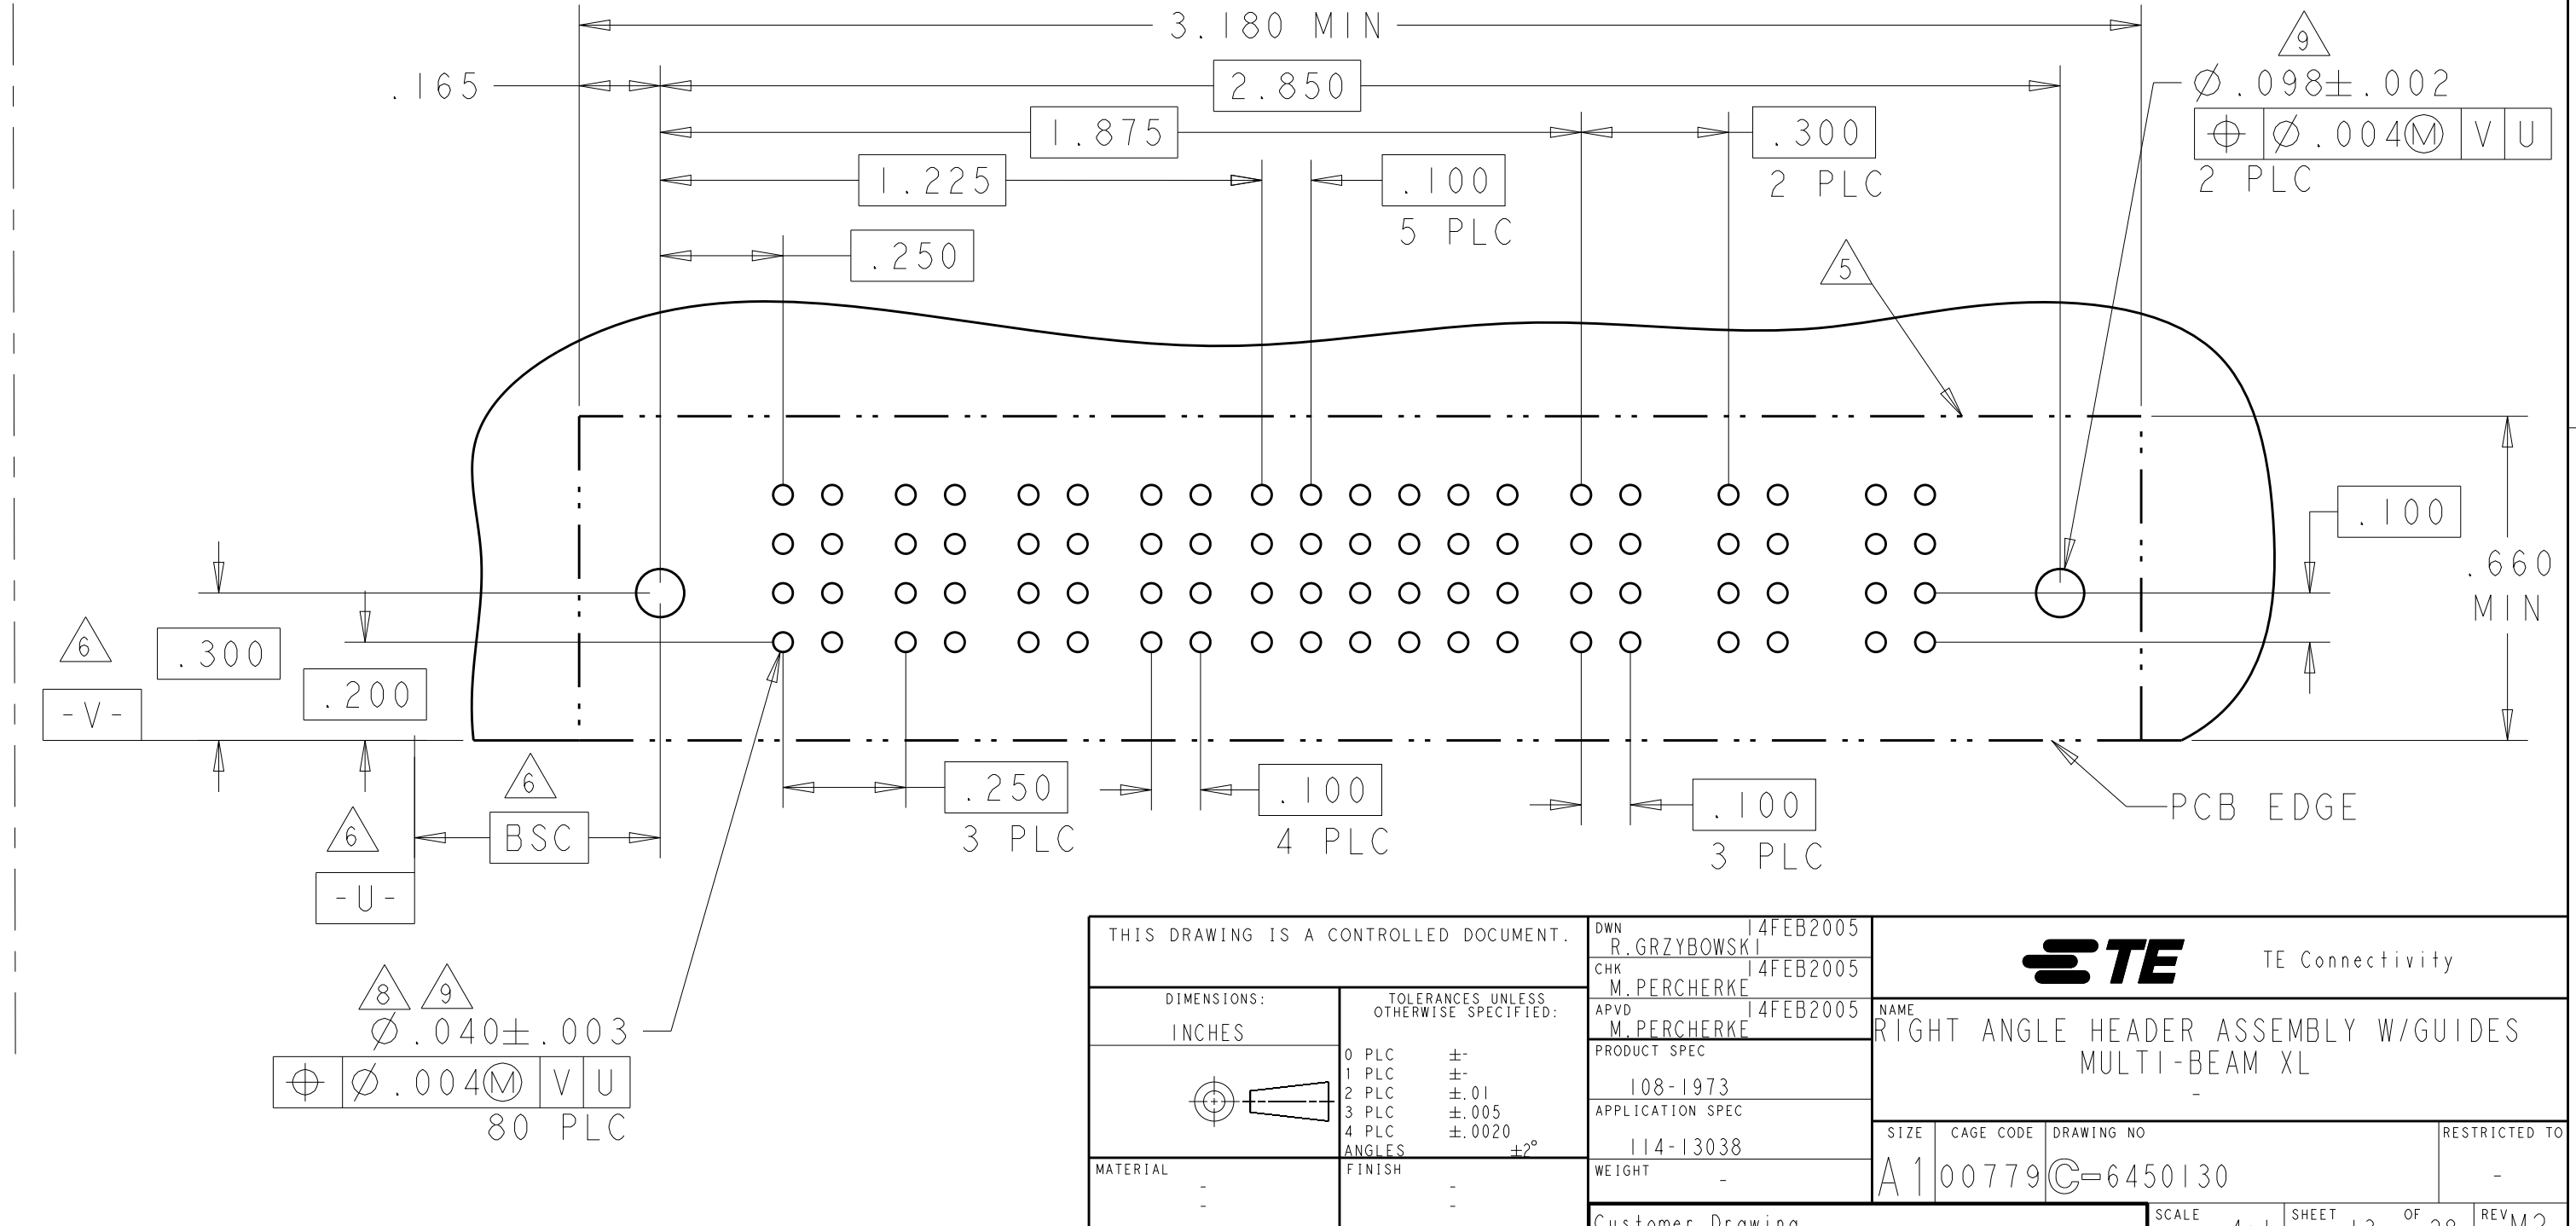 3.180 MIN
9
.165
2.850
Ø.098±.002
1.875
.300
Ø.004Ⓜ V U
2 PLC
2 PLC
1.225
.100
5 PLC
.250
5
.100
.660
MIN
6
.300
.200
-V-
6
.250
3 PLC
.100
4 PLC
.100
3 PLC
PCB EDGE
6
BSC
-U-
8 9
Ø.040±.003
Ø.004Ⓜ V U
80 PLC
THIS DRAWING IS A CONTROLLED DOCUMENT.
DWN 14FEB2005
R.GRZYBOWSKI
CHK 14FEB2005
M.PERCHERKE
APVD 14FEB2005
M.PERCHERKE
TE TE Connectivity
DIMENSIONS:
INCHES
TOLERANCES UNLESS
OTHERWISE SPECIFIED:
0 PLC ±-
1 PLC ±-
2 PLC ±.01
3 PLC ±.005
4 PLC ±.0020
ANGLES ±2°
NAME
RIGHT ANGLE HEADER ASSEMBLY W/GUIDES
MULTI-BEAM XL
-
PRODUCT SPEC
108-1973
APPLICATION SPEC
114-13038
WEIGHT -
MATERIAL
-
-
FINISH
-
-
SIZE
A1
CAGE CODE
00779
DRAWING NO
C-6450130
RESTRICTED TO
-
Customer Drawing
SCALE
SHEET
OF
REV